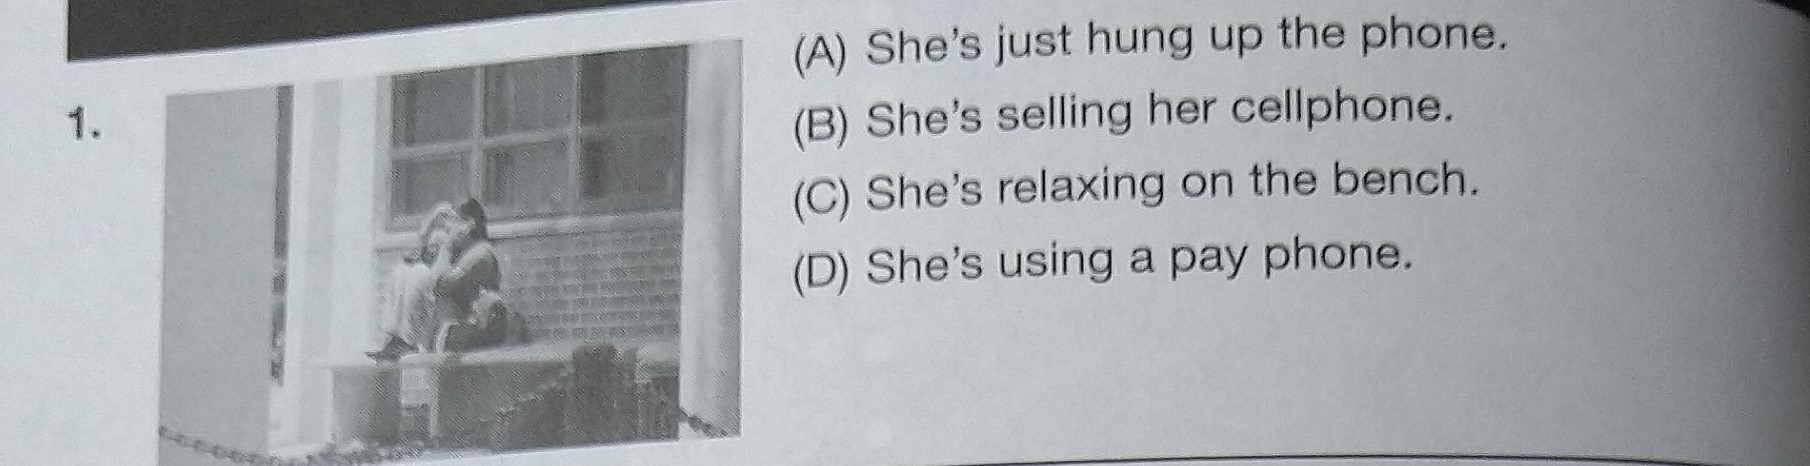 1.
(A) She's just hung up the phone.
(B) She's selling her cellphone.
(C) She's relaxing on the bench.
(D) She's using a pay phone.